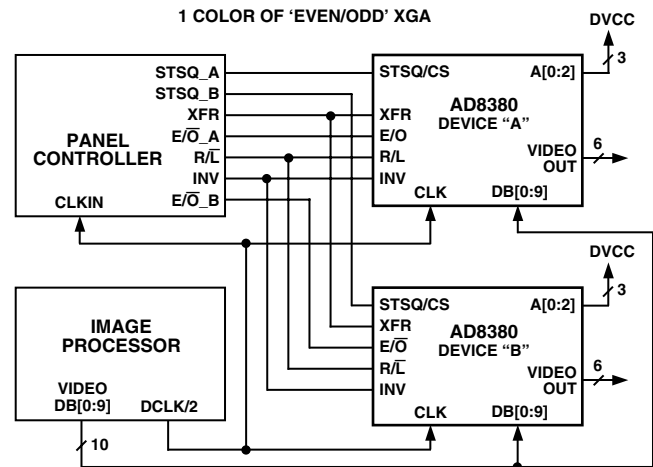 1 COLOR OF 'EVEN/ODD' XGA
PANEL
CONTROLLER
CLKIN
STSQ_A
STSQ_B
XFR
E/O̅_A
R/L̅
INV
E/O̅_B
STSQ/CS
XFR
E/O
R/L
INV
A[0:2]
AD8380
DEVICE "A"
VIDEO
OUT
CLK
DB[0:9]
DVCC
3
6
IMAGE
PROCESSOR
VIDEO
DB[0:9]
DCLK/2
10
STSQ/CS
XFR
E/O̅
R/L̅
INV
A[0:2]
AD8380
DEVICE "B"
VIDEO
OUT
CLK
DB[0:9]
DVCC
3
6